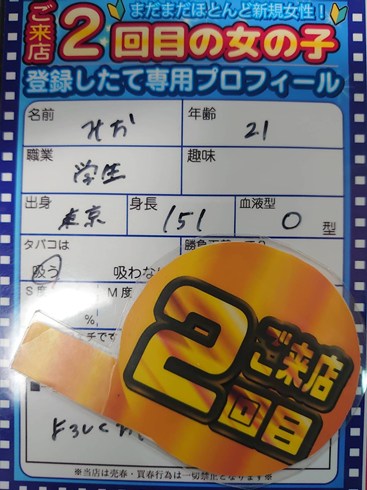 まだまだほとんど新規女性!
ご来店2回目の女の子
登録したて専用プロフィール
名前 みお 年齢 21
職業 学生 趣味
出身 東京 身長 151 血液型 O型
タバコは
吸う 吸わない
M度
%
よろしく
2
ご来店
回目
※当店は売春・買春行為は一切禁止となります※